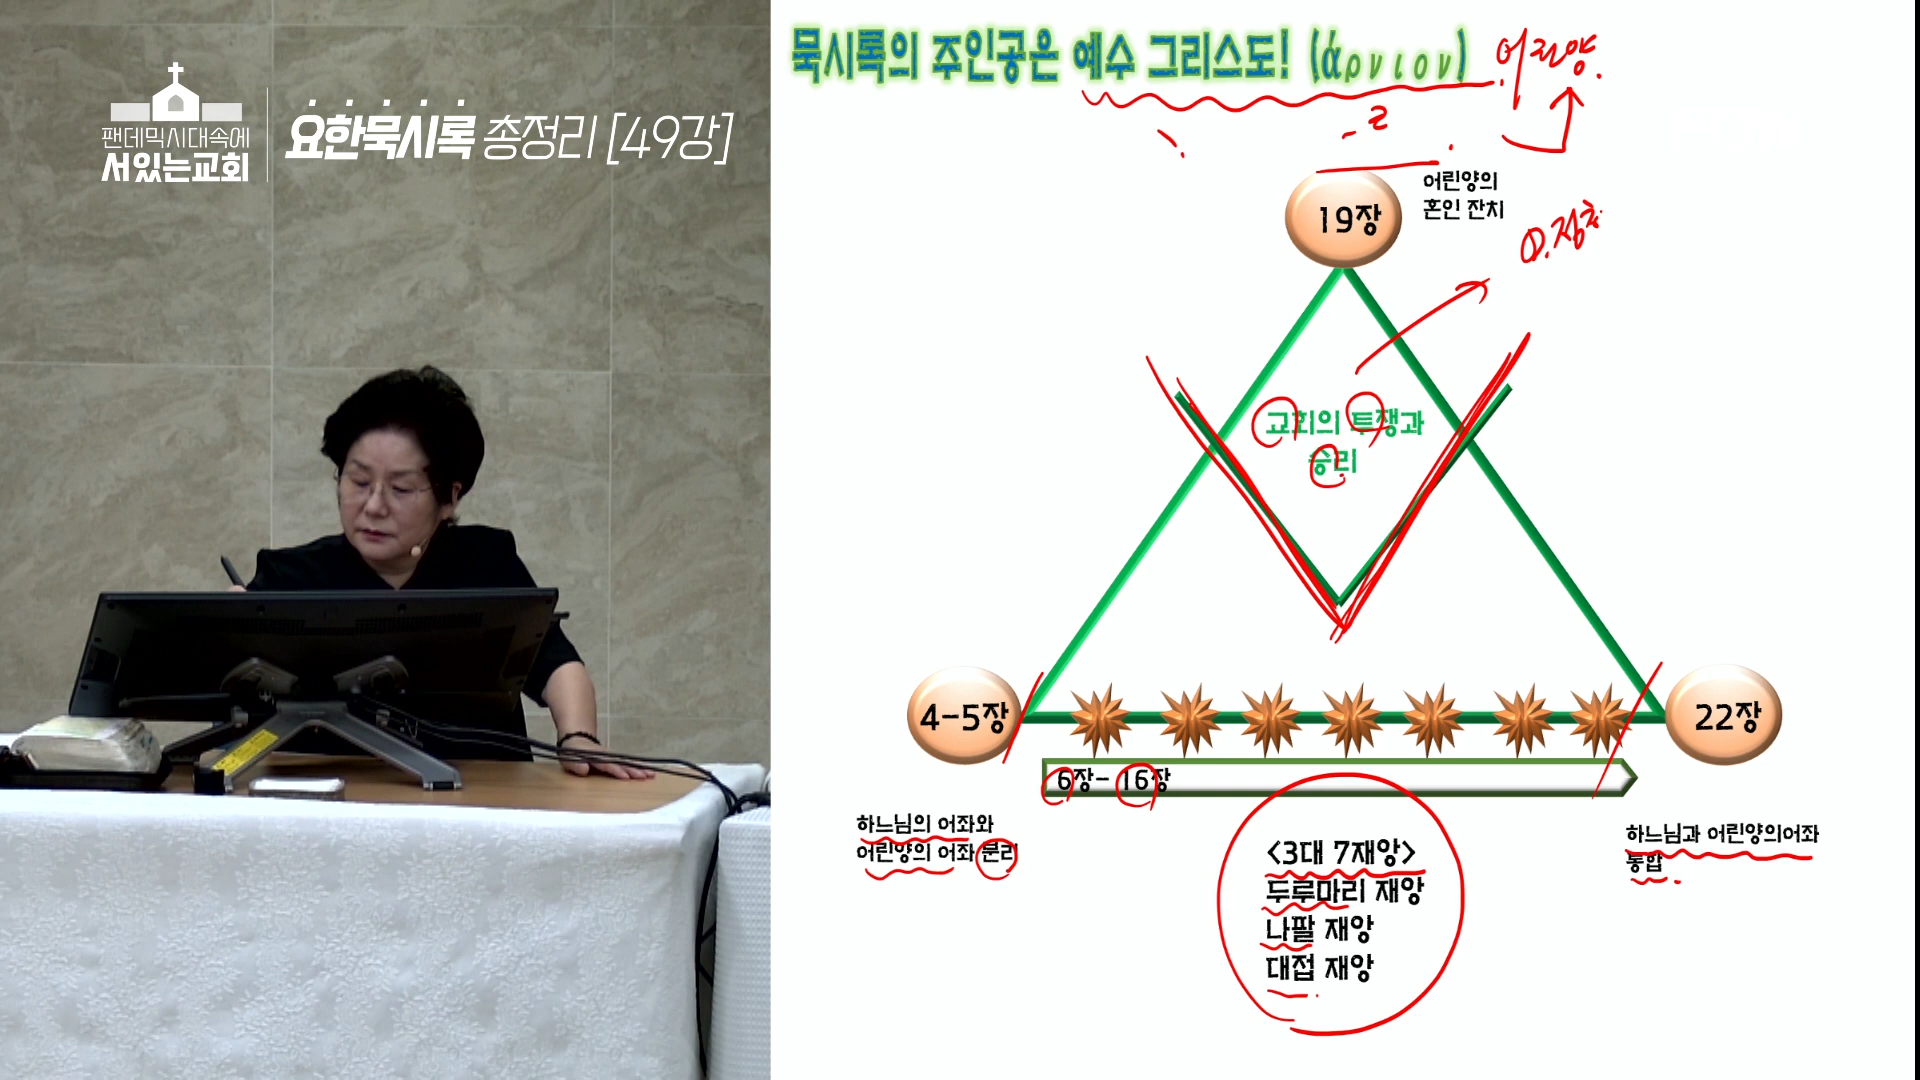 팬데믹시대속에
서있는교회
요한묵시록 총정리 [49강]
묵시록의 주인공은 예수 그리스도! (άρνιον)
어린양
2
19장
어린양의
혼인 잔치
교회의 투쟁과
승리
4-5장
22장
6장- 16장
하느님의 어좌와
어린양의 어좌 분리
<3대 7재앙>
두루마리 재앙
나팔 재앙
대접 재앙
하느님과 어린양의어좌
통합